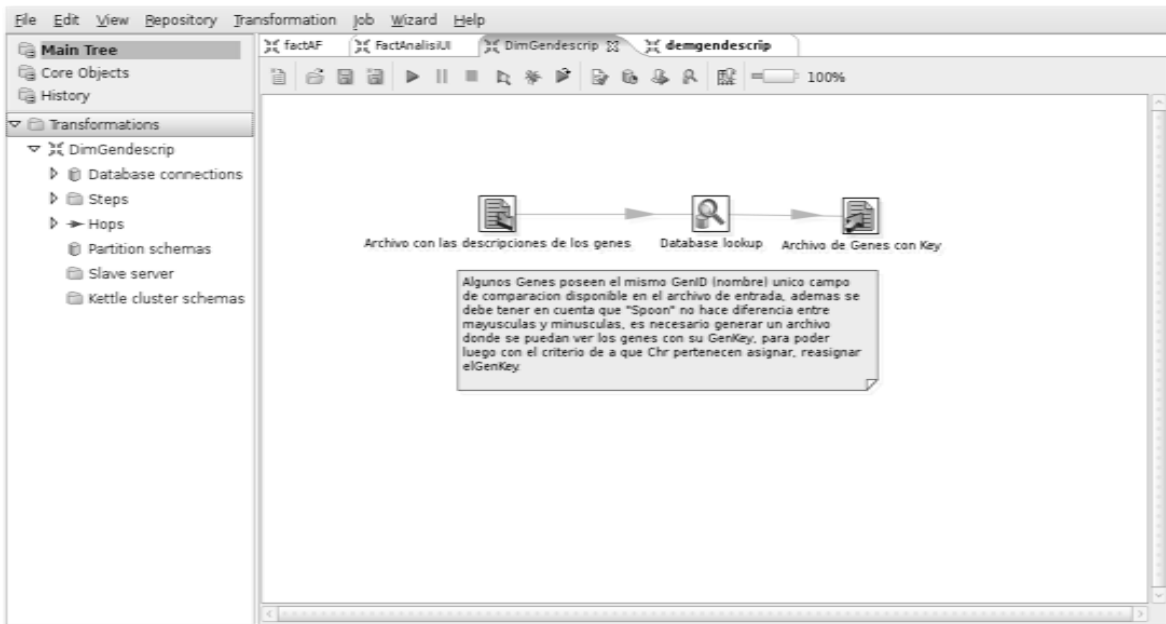 File Edit View Repository Transformation Job Wizard Help
Main Tree
Core Objects
History
Transformations
DimGendescrip
Database connections
Steps
Hops
Partition schemas
Slave server
Kettle cluster schemas
factAF FactAnalisiUI DimGendescrip demgendescrip
100%
Archivo con las descripciones de los genes Database lookup Archivo de Genes con Key
Algunos Genes poseen el mismo GenID (nombre) unico campo
de comparacion disponible en el archivo de entrada, ademas se
debe tener en cuenta que "Spoon" no hace diferencia entre
mayusculas y minusculas, es necesario generar un archivo
donde se puedan ver los genes con su GenKey, para poder
luego con el criterio de a que Chr pertenecen asignar, reasignar
elGenKey